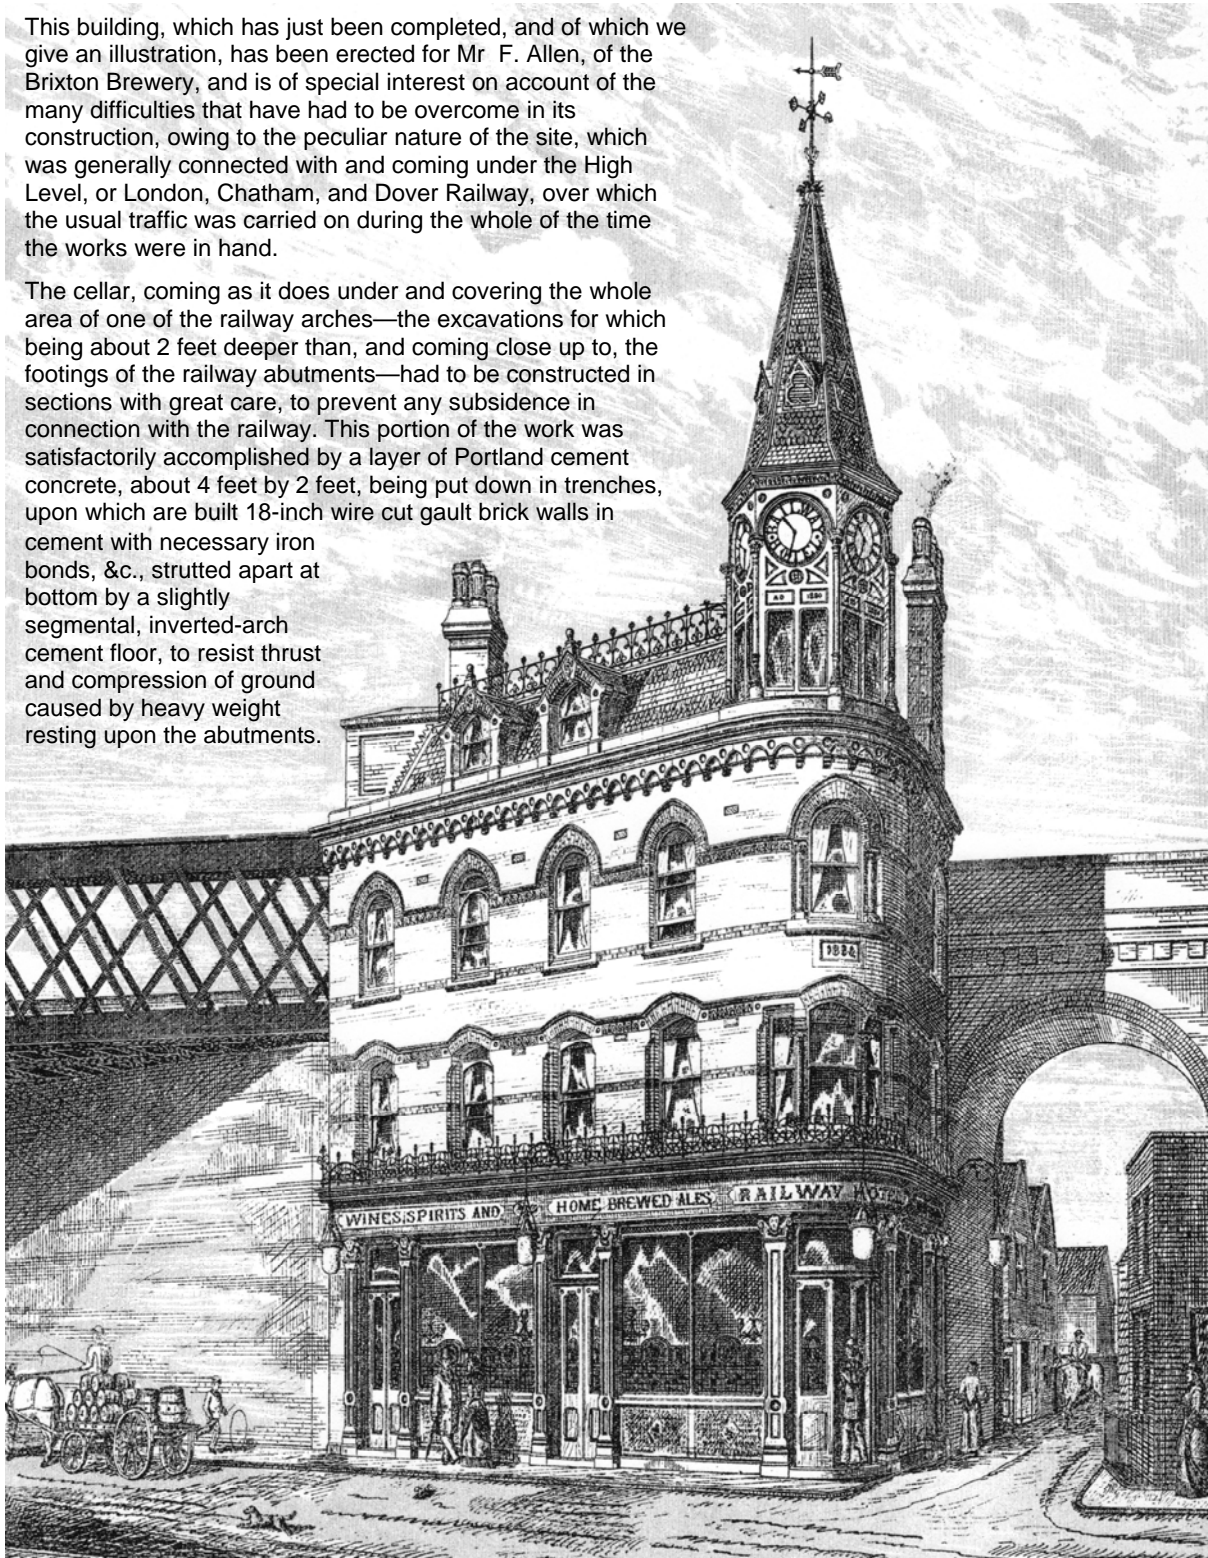 This building, which has just been completed, and of which we
give an illustration, has been erected for Mr F. Allen, of the
Brixton Brewery, and is of special interest on account of the
many difficulties that have had to be overcome in its
construction, owing to the peculiar nature of the site, which
was generally connected with and coming under the High
Level, or London, Chatham, and Dover Railway, over which
the usual traffic was carried on during the whole of the time
the works were in hand.
The cellar, coming as it does under and covering the whole
area of one of the railway arches—the excavations for which
being about 2 feet deeper than, and coming close up to, the
footings of the railway abutments—had to be constructed in
sections with great care, to prevent any subsidence in
connection with the railway. This portion of the work was
satisfactorily accomplished by a layer of Portland cement
concrete, about 4 feet by 2 feet, being put down in trenches,
upon which are built 18-inch wire cut gault brick walls in
cement with necessary iron
bonds, &c., strutted apart at
bottom by a slightly
segmental, inverted-arch
cement floor, to resist thrust
and compression of ground
caused by heavy weight
resting upon the abutments.
RAILWAY
AD 1880
WINES, SPIRITS AND
HOME BREWED ALES
RAILWAY HOTEL